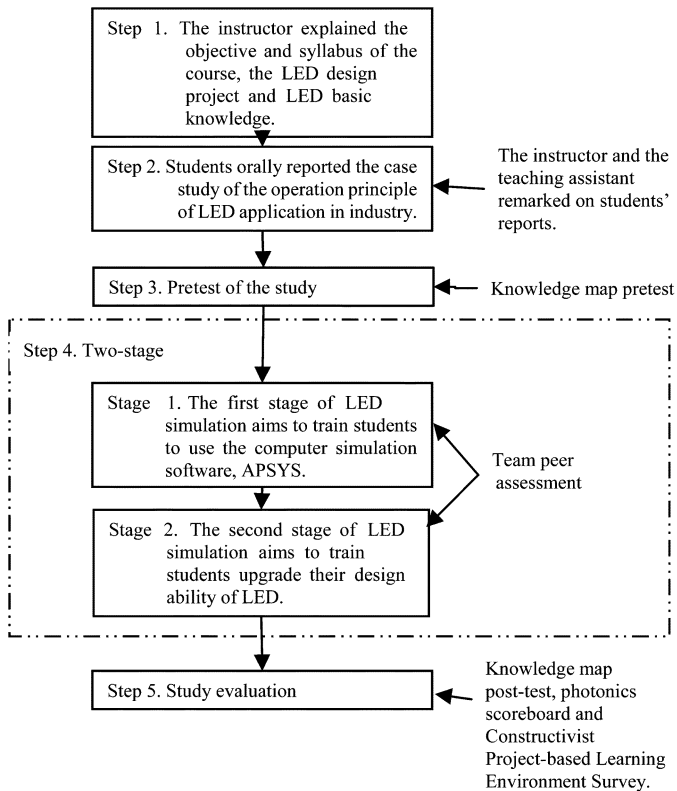 Step 1. The instructor explained the
objective and syllabus of the
course, the LED design
project and LED basic
knowledge.
Step 2. Students orally reported the case
study of the operation principle
of LED application in industry.
The instructor and the
teaching assistant
remarked on students'
reports.
Step 3. Pretest of the study
Knowledge map pretest
Step 4. Two-stage
Stage 1. The first stage of LED
simulation aims to train students
to use the computer simulation
software, APSYS.
Team peer
assessment
Stage 2. The second stage of LED
simulation aims to train
students upgrade their design
ability of LED.
Step 5. Study evaluation
Knowledge map
post-test, photonics
scoreboard and
Constructivist
Project-based Learning
Environment Survey.